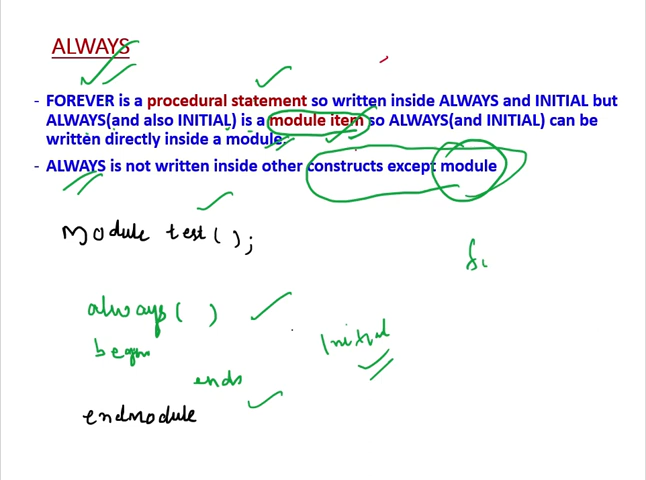 ALWAYS
- FOREVER is a procedural statement so written inside ALWAYS and INITIAL but
ALWAYS(and also INITIAL) is a module item so ALWAYS(and INITIAL) can be
written directly inside a module.
- ALWAYS is not written inside other constructs except module
Module test( );
always( )
begin
Initial
ends
endmodule